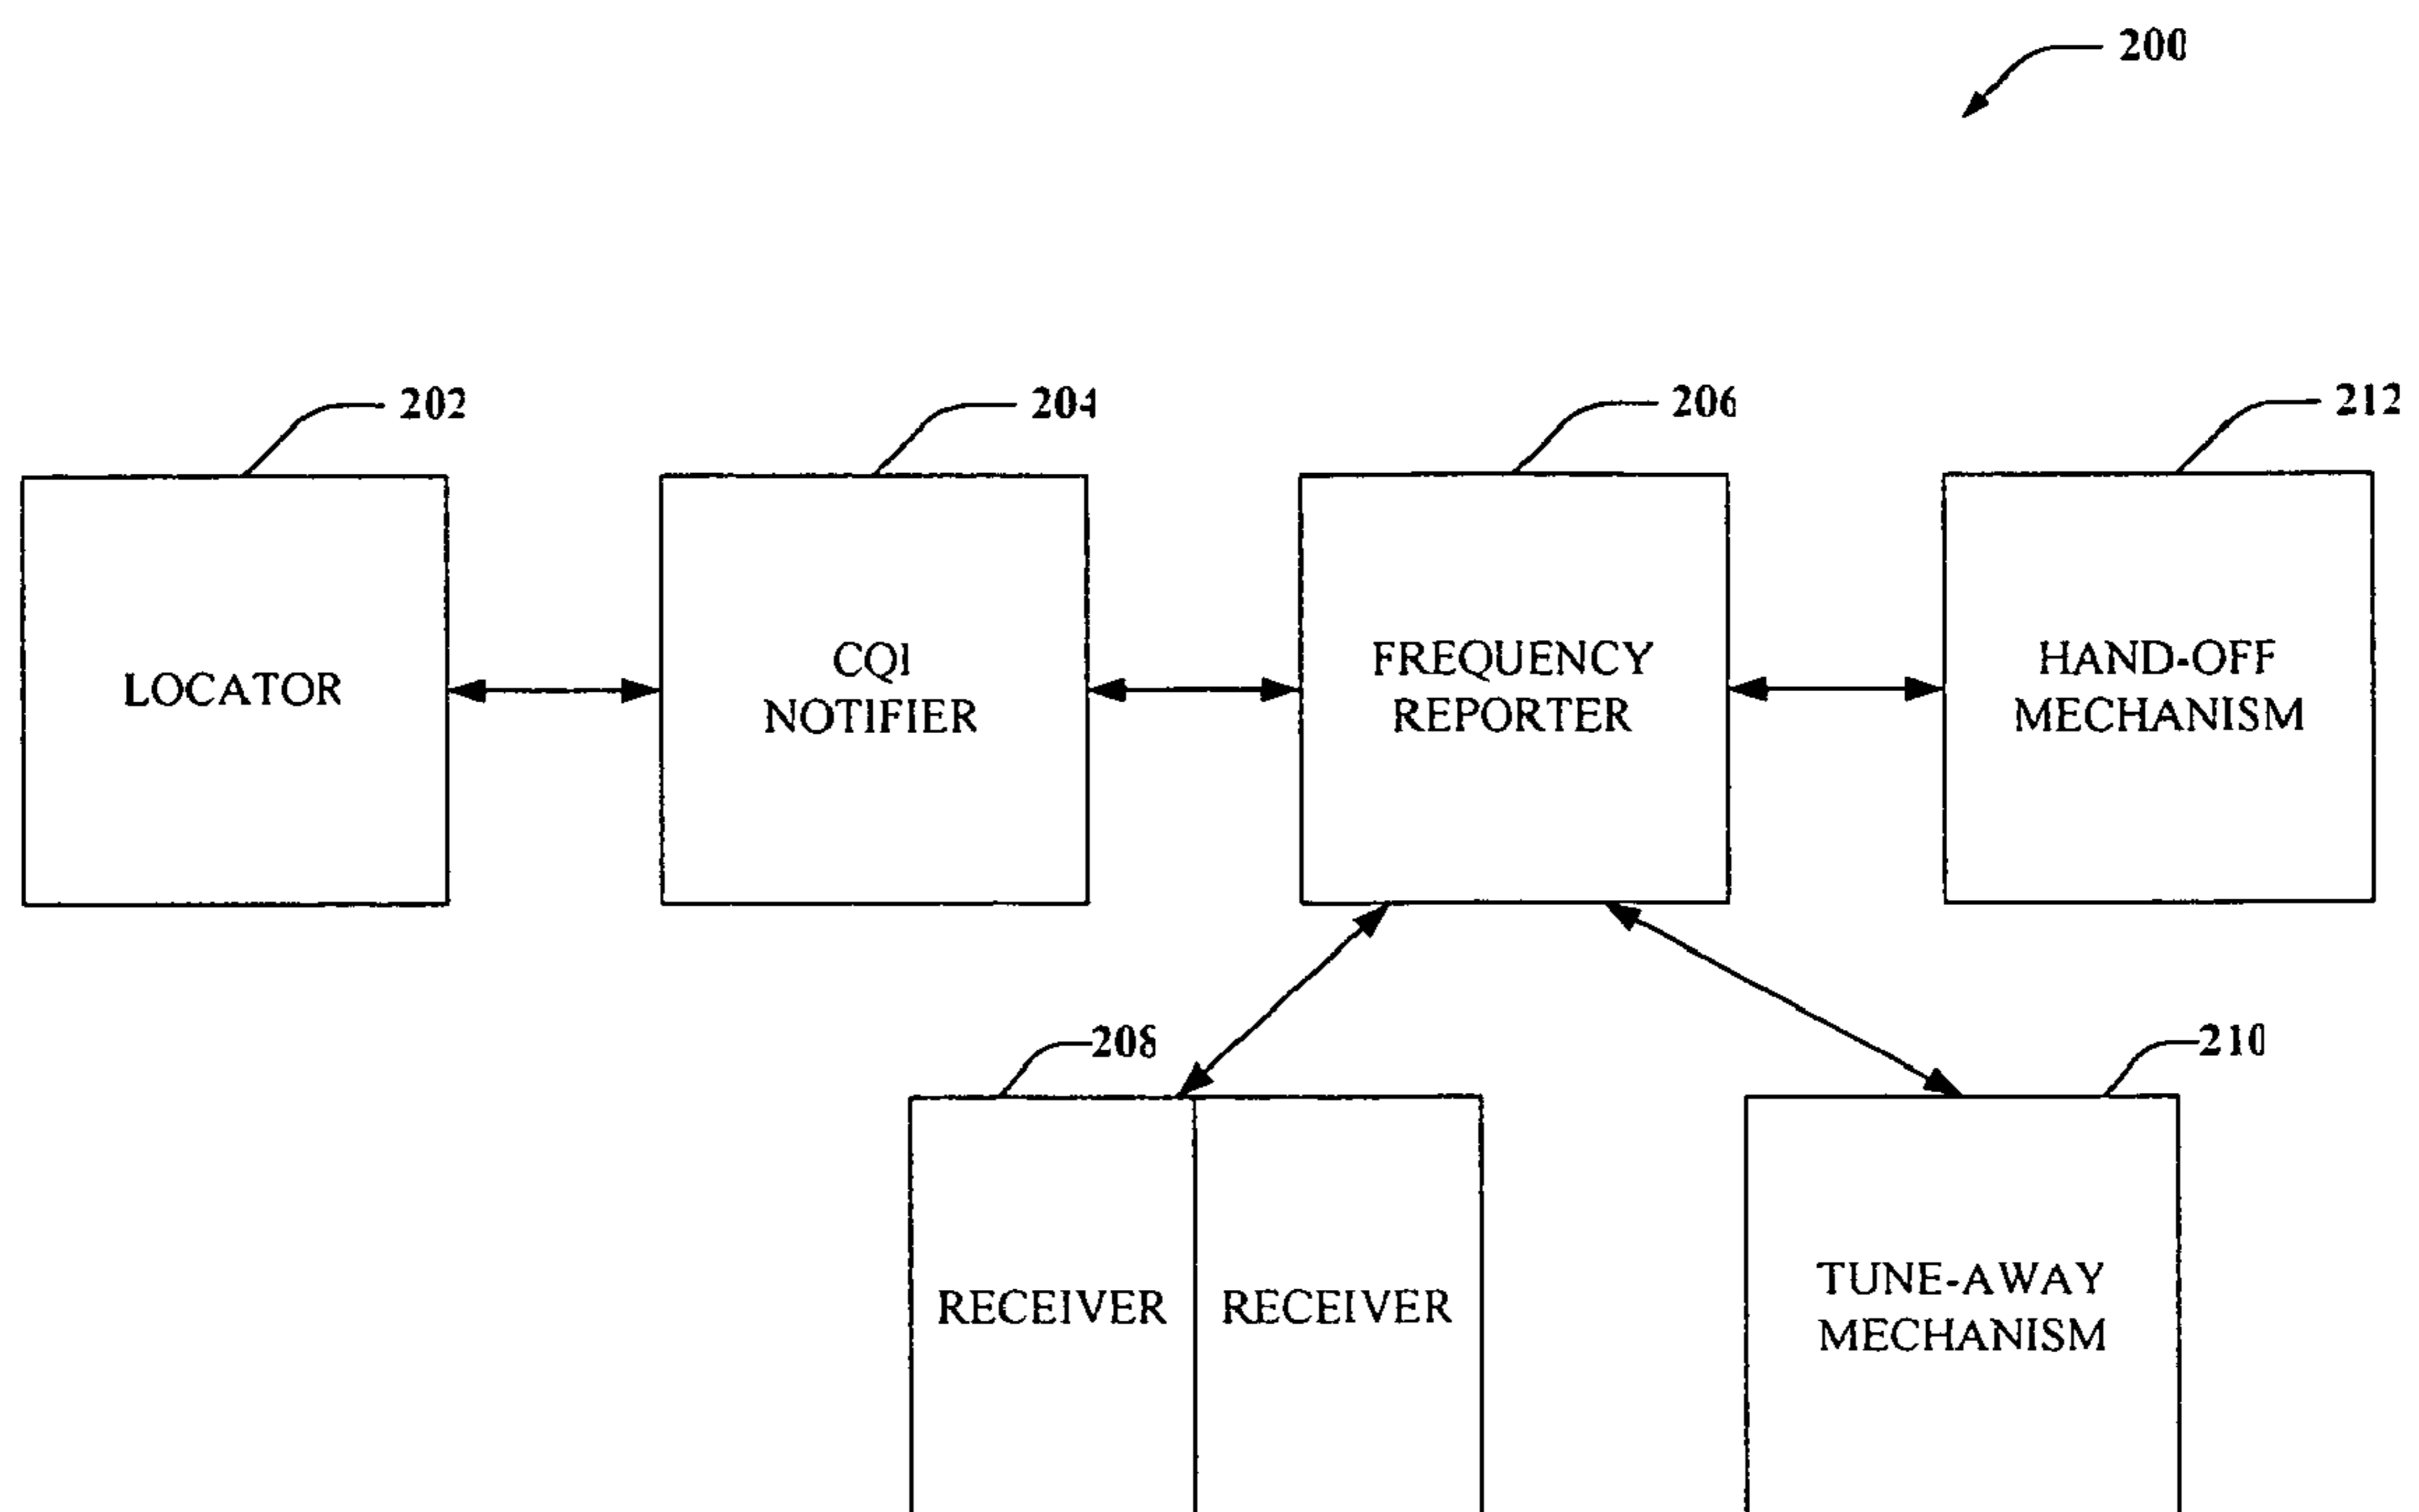 200
202
204
206
212
LOCATOR
CQI
NOTIFIER
FREQUENCY
REPORTER
HAND-OFF
MECHANISM
208
210
RECEIVER
RECEIVER
TUNE-AWAY
MECHANISM